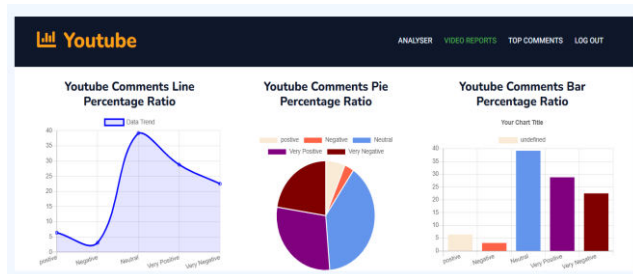 Youtube
ANALYSER VIDEO REPORTS TOP COMMENTS LOG OUT
Youtube Comments Line
Percentage Ratio
Data Trend
40
35
30
25
20
15
10
5
0
positive
Negative
Neutral
Very Positive
Very Negative
Youtube Comments Pie
Percentage Ratio
positive Negative Neutral
Very Positive Very Negative
Youtube Comments Bar
Percentage Ratio
Your Chart Title
undefined
40
35
30
25
20
15
10
5
0
positive
Negative
Neutral
Very Positive
Very Negative